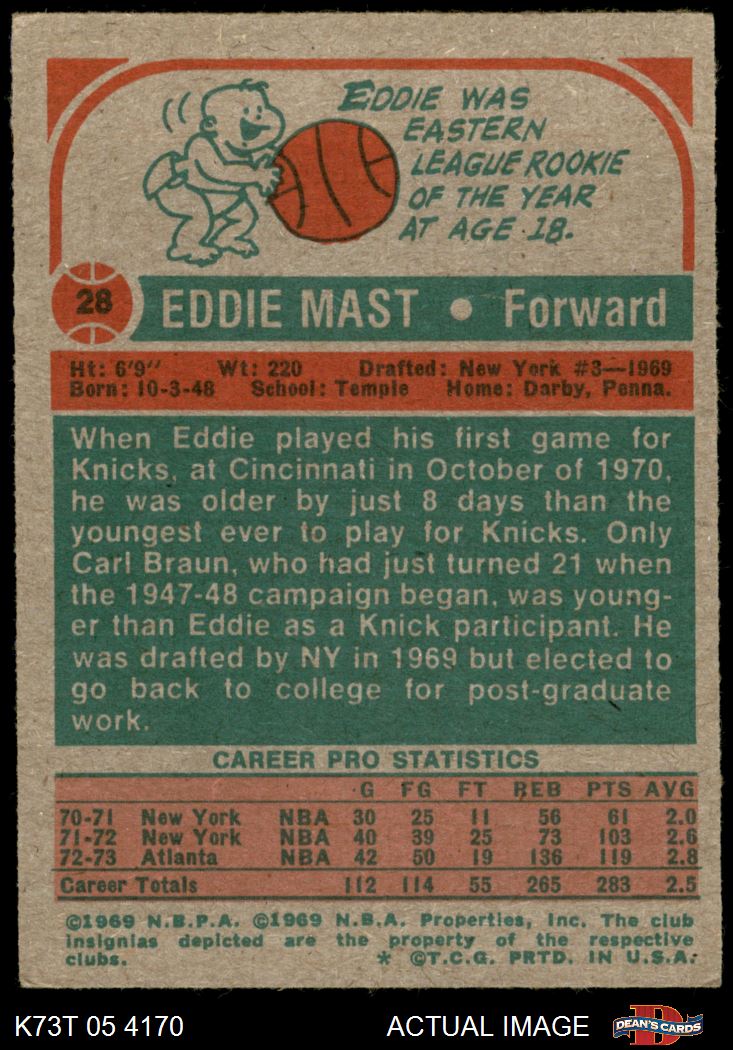 EDDIE WAS
EASTERN
LEAGUE ROOKIE
OF THE YEAR
AT AGE 18.
28 EDDIE MAST • Forward
Ht: 6'9" Wt: 220 Drafted: New York #3—1969
Born: 10-3-48 School: Temple Home: Darby, Penna.
When Eddie played his first game for
Knicks, at Cincinnati in October of 1970,
he was older by just 8 days than the
youngest ever to play for Knicks. Only
Carl Braun, who had just turned 21 when
the 1947-48 campaign began, was young-
er than Eddie as a Knick participant. He
was drafted by NY in 1969 but elected to
go back to college for post-graduate
work.
CAREER PRO STATISTICS
G FG FT REB PTS AVG
70-71 New York NBA 30 25 11 56 61 2.0
71-72 New York NBA 40 39 25 73 103 2.6
72-73 Atlanta NBA 42 50 19 136 119 2.8
Career Totals 112 114 55 265 283 2.5
©1969 N.B.P.A. ©1969 N.B.A. Properties, Inc. The club
insignias depicted are the property of the respective
clubs. * ©T.C.G. PRTD. IN U.S.A.
K73T 05 4170 ACTUAL IMAGE D DEAN'S CARDS